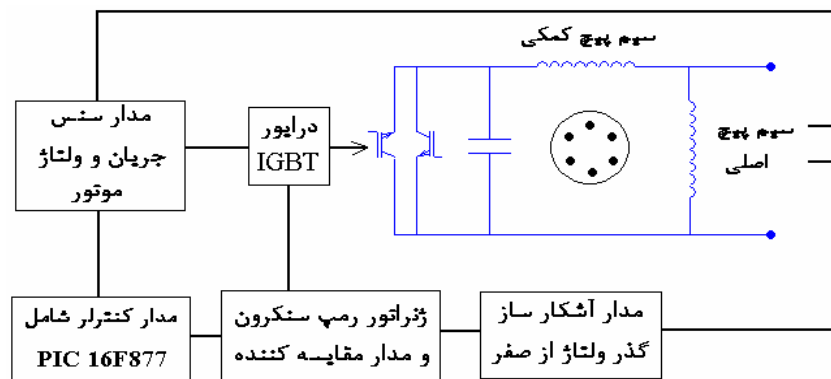 سیم پیچ کمکی
مدار سنس
جریان و ولتاژ
موتور
درایور
IGBT
سیم پیچ
اصلی
مدار کنترلر شامل
PIC 16F877
ژنراتور رمپ سنکرون
و مدار مقایسه کننده
مدار آشکار ساز
گذر ولتاژ از صفر